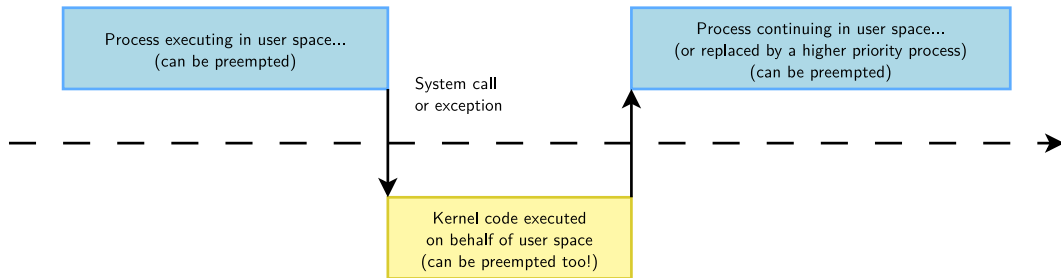 Process executing in user space...
(can be preempted)
System call
or exception
Kernel code executed
on behalf of user space
(can be preempted too!)
Process continuing in user space...
(or replaced by a higher priority process)
(can be preempted)